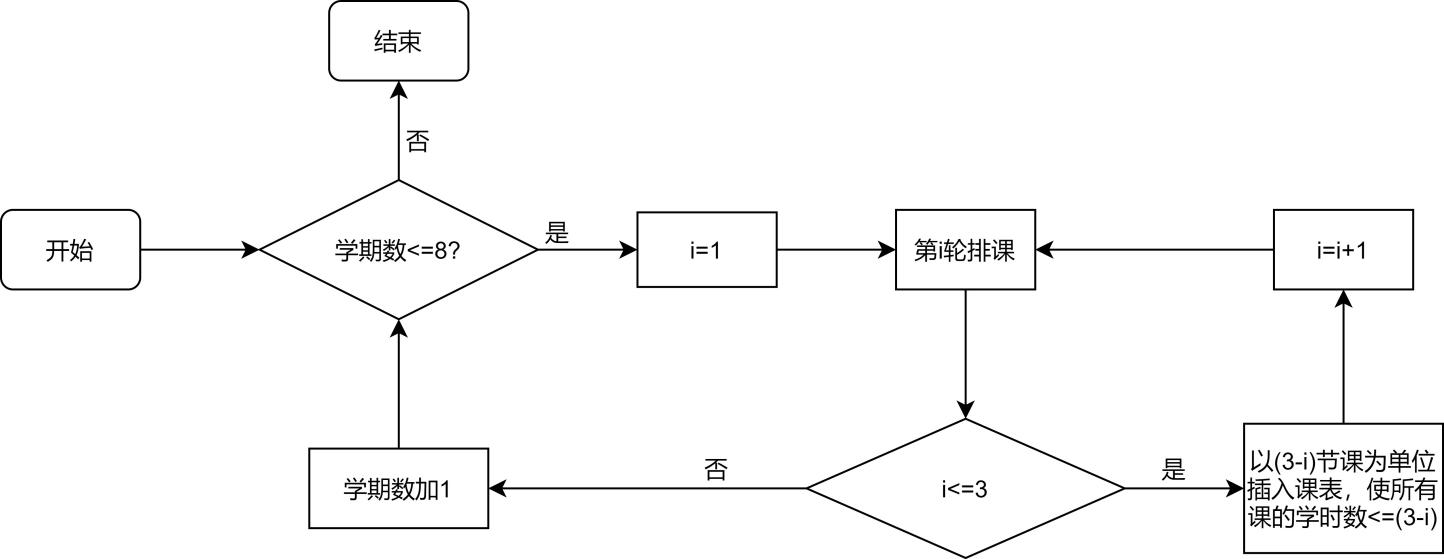 结束
否
开始
学期数<=8?
是
i=1
第i轮排课
i=i+1
学期数加1
否
i<=3
是
以(3-i)节课为单位
插入课表，使所有
课的学时数<=(3-i)